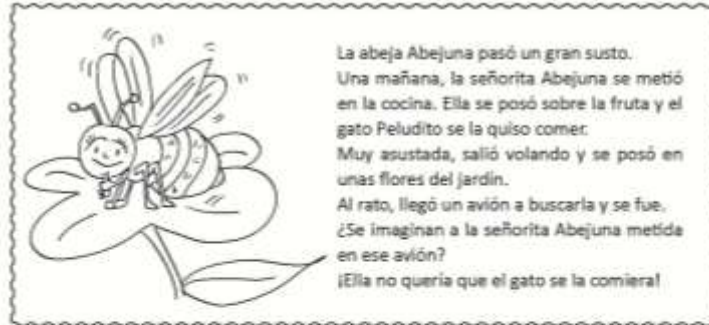 La abeja Abejuna pasó un gran susto.
Una mañana, la señorita Abejuna se metió
en la cocina. Ella se posó sobre la fruta y el
gato Peludito se la quiso comer.
Muy asustada, salió volando y se posó en
unas flores del jardín.
Al rato, llegó un avión a buscarla y se fue.
¿Se imaginan a la señorita Abejuna metida
en ese avión?
¡Ella no quería que el gato se la comiera!